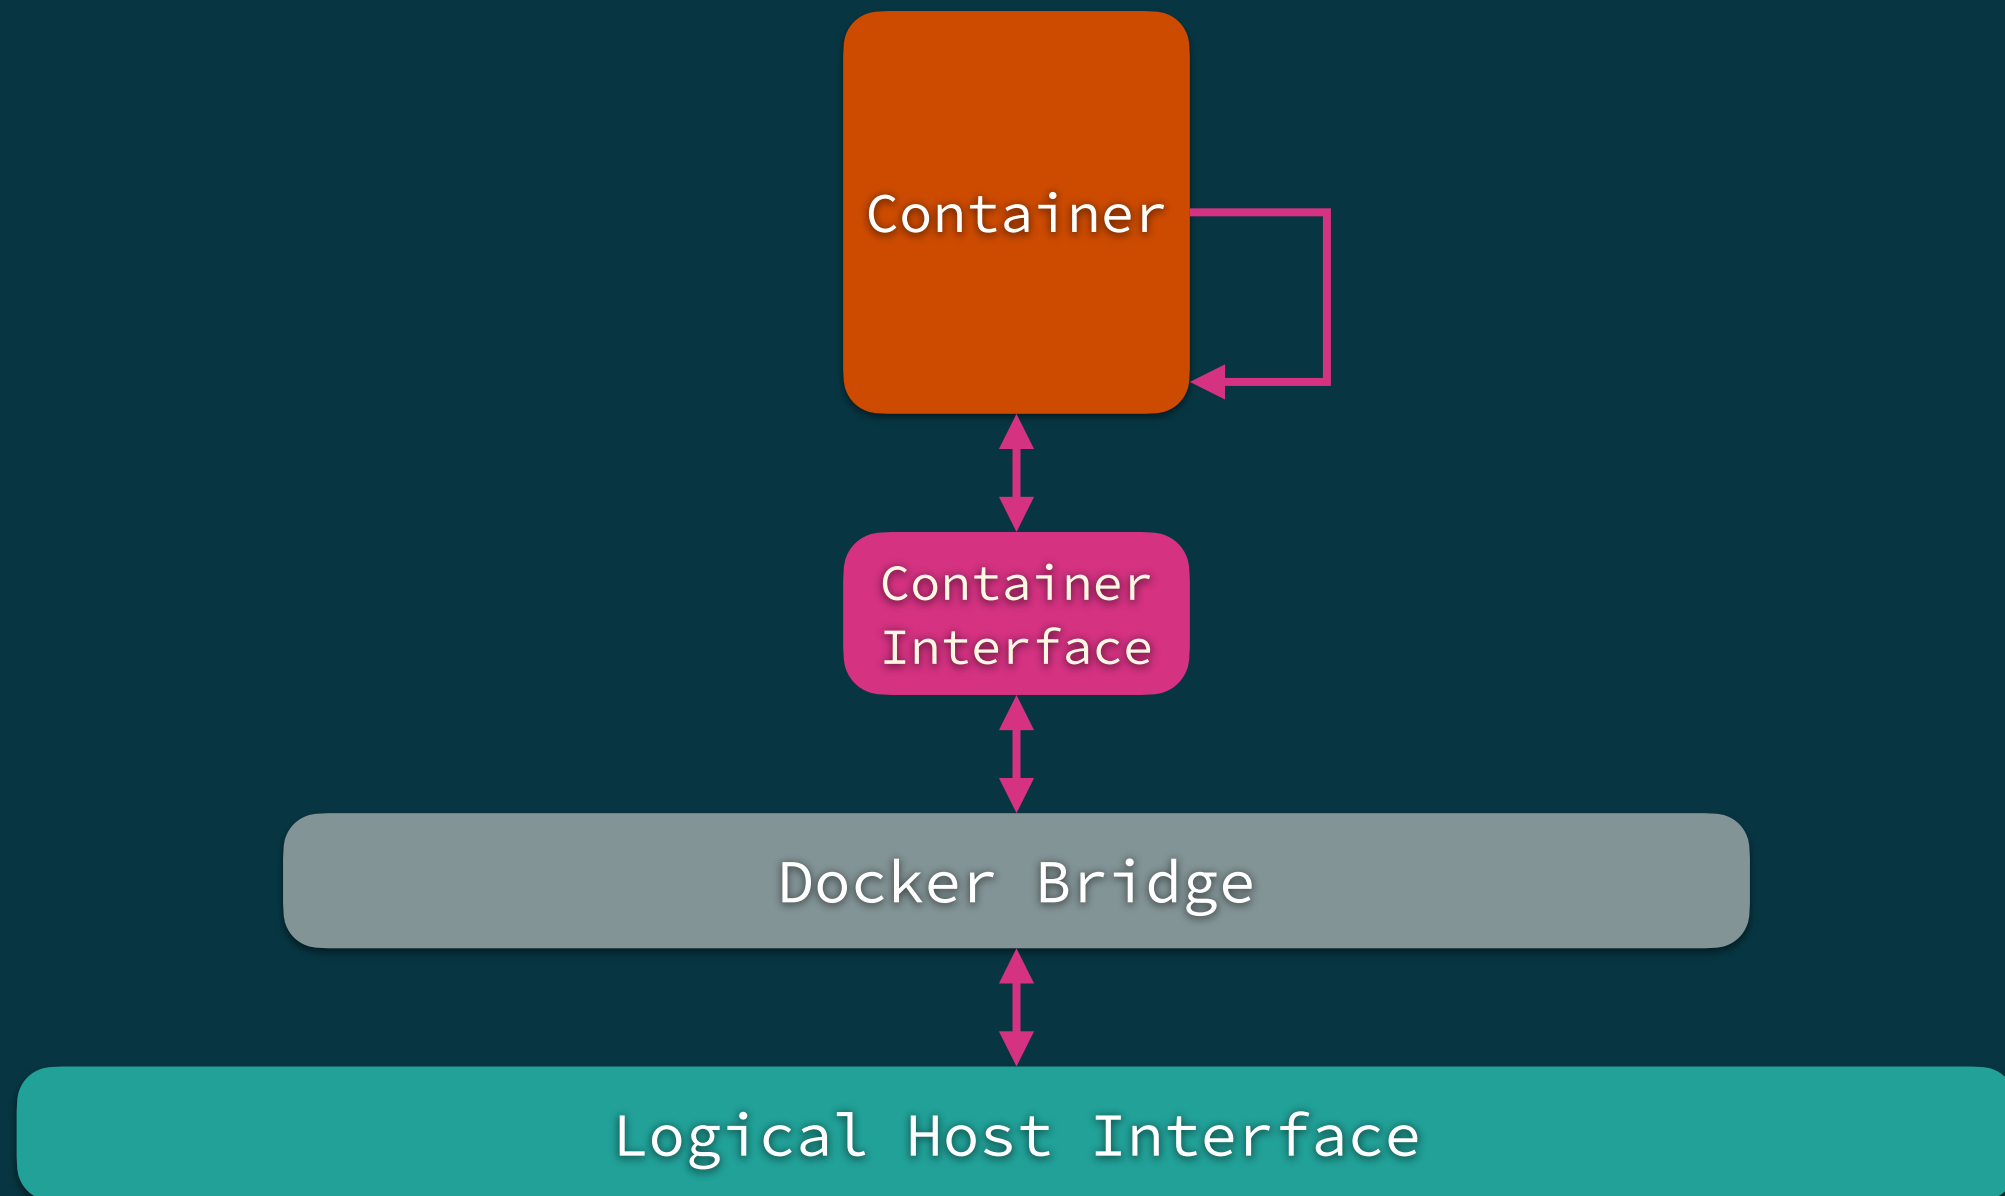 Container
Container
Interface
Docker Bridge
Logical Host Interface